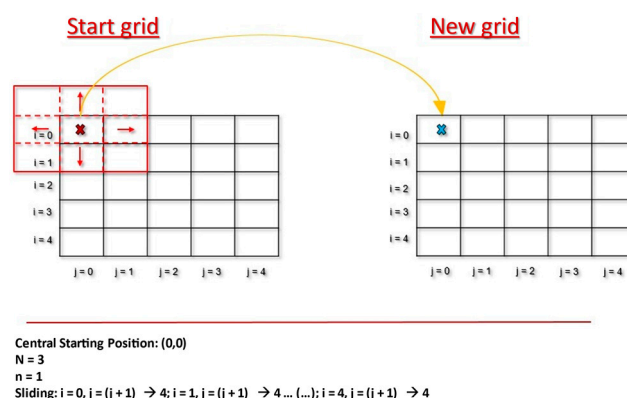 Start grid
New grid
i = 0
i = 1
i = 2
i = 3
i = 4
j = 0 j = 1 j = 2 j = 3 j = 4
i = 0
i = 1
i = 2
i = 3
i = 4
j = 0 j = 1 j = 2 j = 3 j = 4
Central Starting Position: (0,0)
N = 3
n = 1
Sliding: i = 0, j = (j + 1) → 4; i = 1, j = (j + 1) → 4 ... (...); i = 4, j = (j + 1) → 4